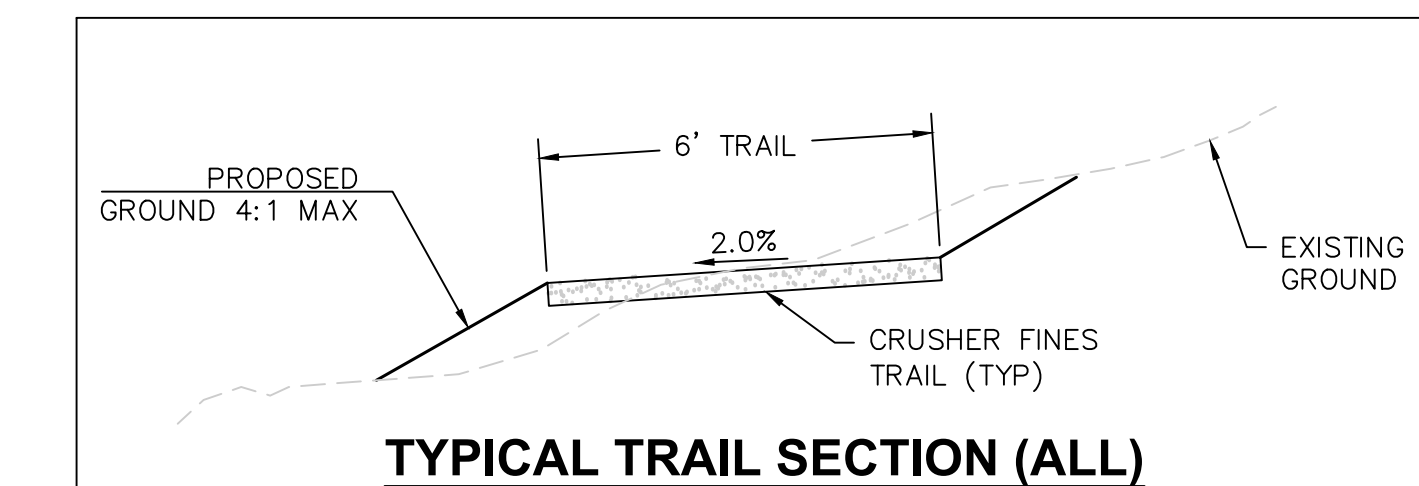 6' TRAIL
PROPOSED
GROUND 4:1 MAX
2.0%
EXISTING
GROUND
CRUSHER FINES
TRAIL (TYP)
TYPICAL TRAIL SECTION (ALL)